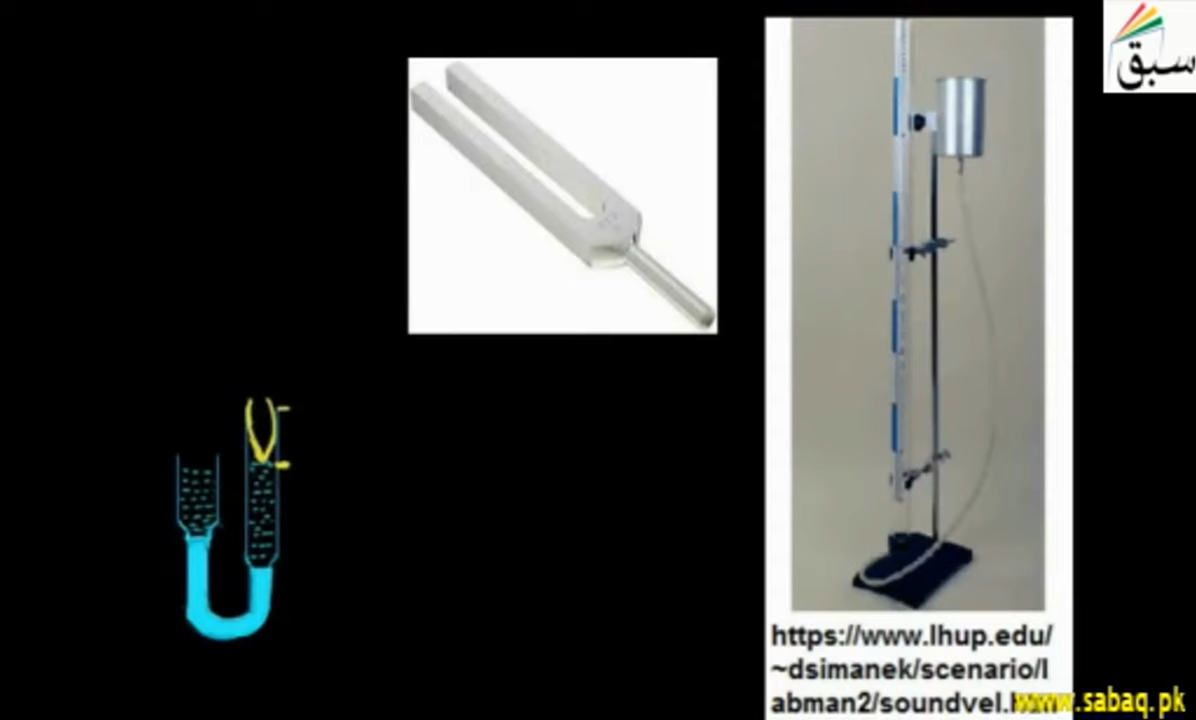 سبق
https://www.lhup.edu/
~dsimanek/scenario/l
abman2/soundvel.
www.sabaq.pk